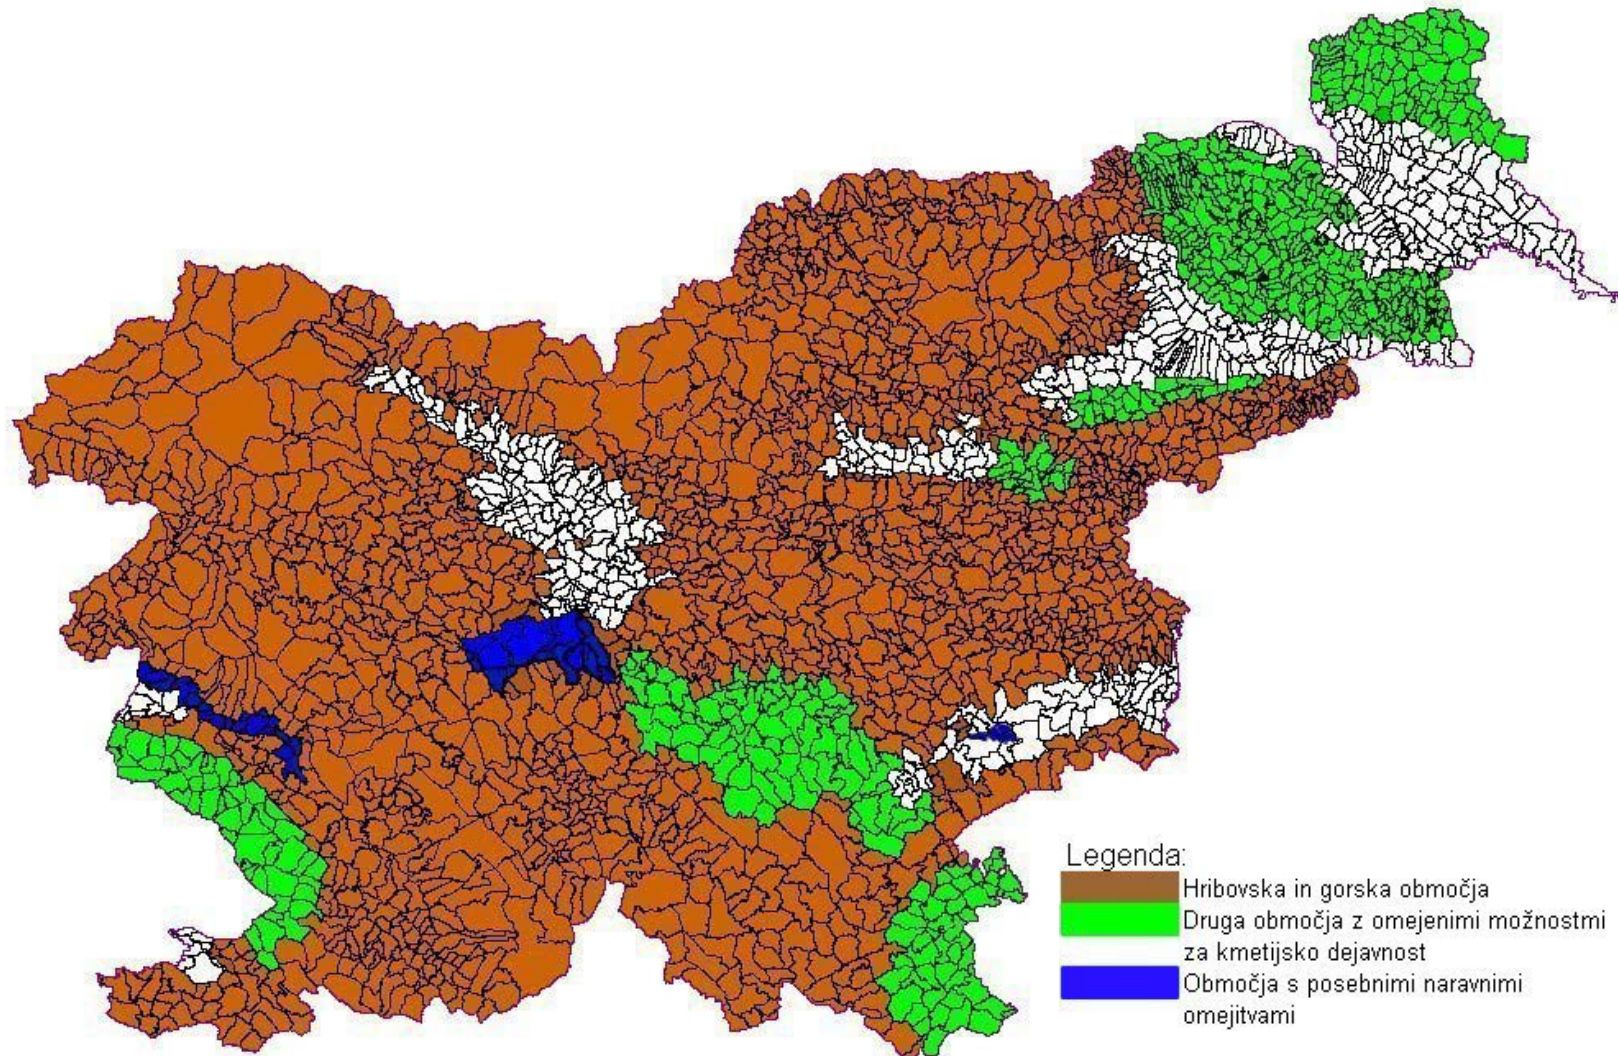 Legenda:
Hribovska in gorska območja
Druga območja z omejenimi možnostmi
za kmetijsko dejavnost
Območja s posebnimi naravnimi
omejitvami